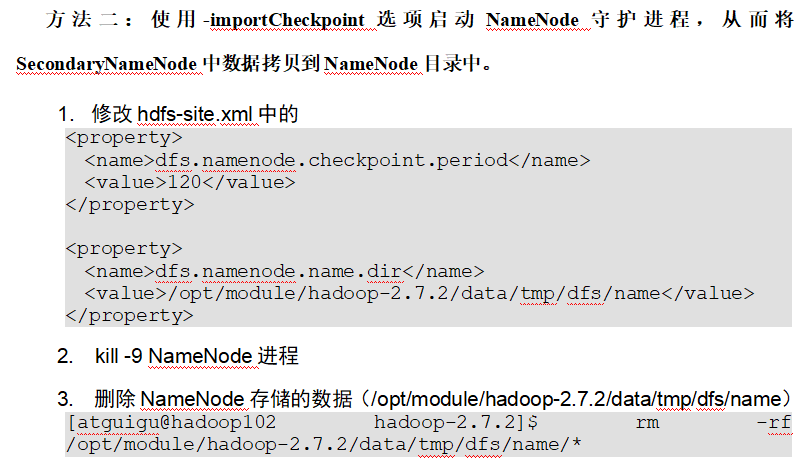 方法二：使用-importCheckpoint 选项启动 NameNode 守护进程，从而将
SecondaryNameNode 中数据拷贝到 NameNode 目录中。
1. 修改 hdfs-site.xml 中的
<property>
  <name>dfs.namenode.checkpoint.period</name>
  <value>120</value>
</property>

<property>
  <name>dfs.namenode.name.dir</name>
  <value>/opt/module/hadoop-2.7.2/data/tmp/dfs/name</value>
</property>
2. kill -9 NameNode 进程
3. 删除 NameNode 存储的数据（/opt/module/hadoop-2.7.2/data/tmp/dfs/name）
[atguigu@hadoop102 hadoop-2.7.2]$ rm -rf
/opt/module/hadoop-2.7.2/data/tmp/dfs/name/*